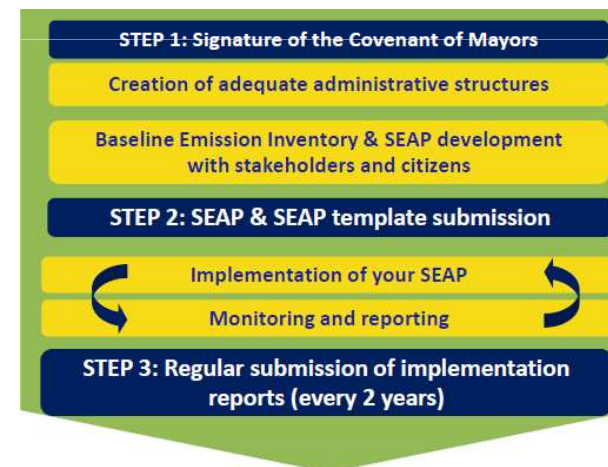 STEP 1: Signature of the Covenant of Mayors
Creation of adequate administrative structures
Baseline Emission Inventory & SEAP development
with stakeholders and citizens
STEP 2: SEAP & SEAP template submission
Implementation of your SEAP
Monitoring and reporting
STEP 3: Regular submission of implementation
reports (every 2 years)